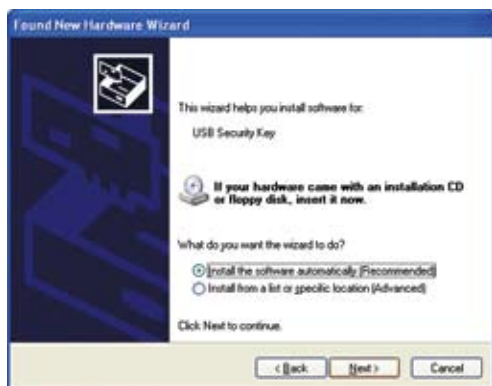 Found New Hardware Wizard
This wizard helps you install software for:
USB Security Key
If your hardware came with an installation CD
or floppy disk, insert it now.
What do you want the wizard to do?
Install the software automatically (Recommended)
Install from a list or specific location (Advanced)
Click Next to continue.
< Back Next > Cancel